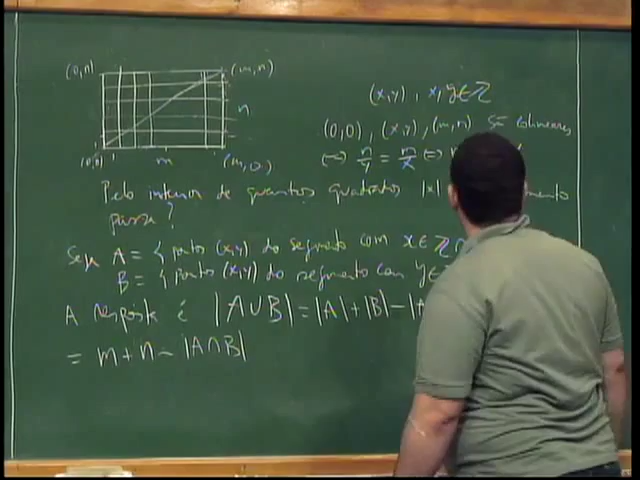 (0,n) (m,n)
n
(0,0) m (m,0)
(x,y), x,y ∈ ℤ
(0,0), (x,y), (m,n) são colineares
⇔ n/y = m/x ⇔
Pelo interior de quantos quadrados 1x1
passa?
Seja A = { pontos (x,y) do segmento com x ∈ ℤ
B = { pontos (x,y) do segmento com y ∈
A resposta é |A∪B| = |A| + |B| - |A
= m + n - |A∩B|